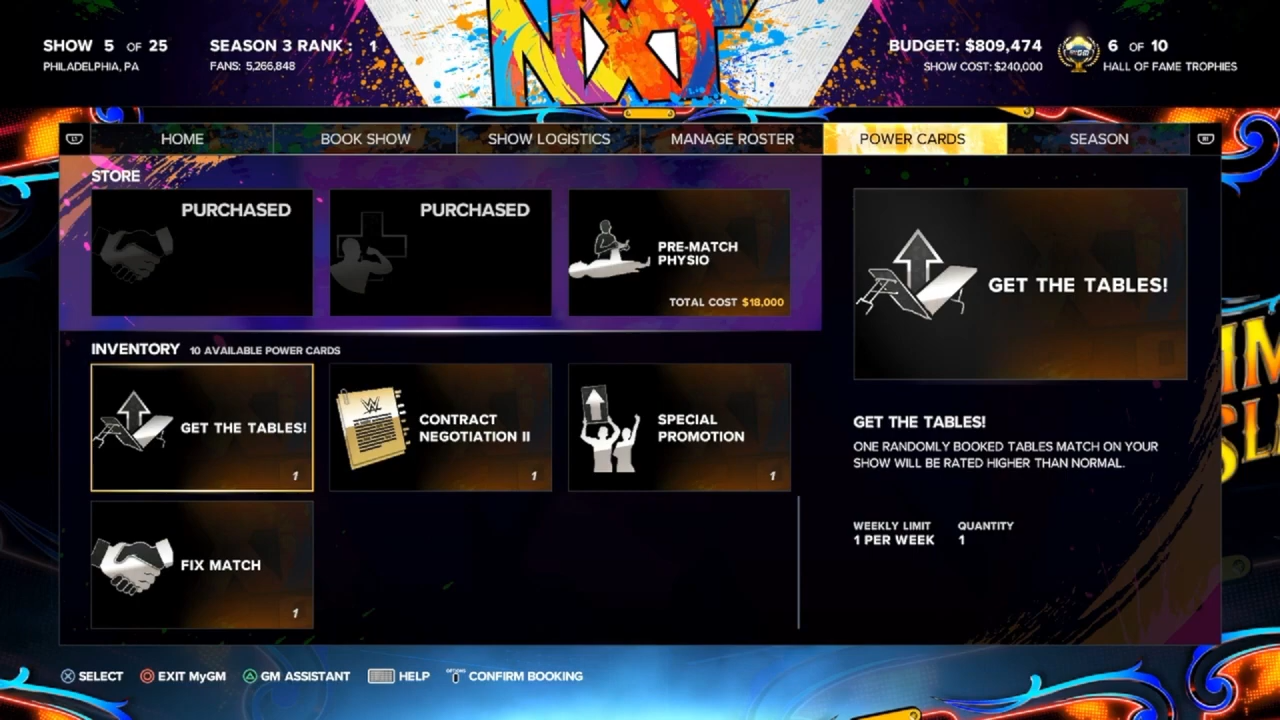 NXT
SHOW 5 OF 25
PHILADELPHIA, PA
SEASON 3 RANK : 1
FANS: 5,266,848
BUDGET: $809,474
SHOW COST: $240,000
6 OF 10
HALL OF FAME TROPHIES
HOME
BOOK SHOW
SHOW LOGISTICS
MANAGE ROSTER
POWER CARDS
SEASON
STORE
PURCHASED
PURCHASED
PRE-MATCH
PHYSIO
TOTAL COST $18,000
INVENTORY 10 AVAILABLE POWER CARDS
GET THE TABLES!
1
CONTRACT
NEGOTIATION II
1
SPECIAL
PROMOTION
1
FIX MATCH
1
GET THE TABLES!
GET THE TABLES!
ONE RANDOMLY BOOKED TABLES MATCH ON YOUR
SHOW WILL BE RATED HIGHER THAN NORMAL.
WEEKLY LIMIT
1 PER WEEK
QUANTITY
1
SELECT
EXIT MyGM
GM ASSISTANT
HELP
OPTIONS
CONFIRM BOOKING